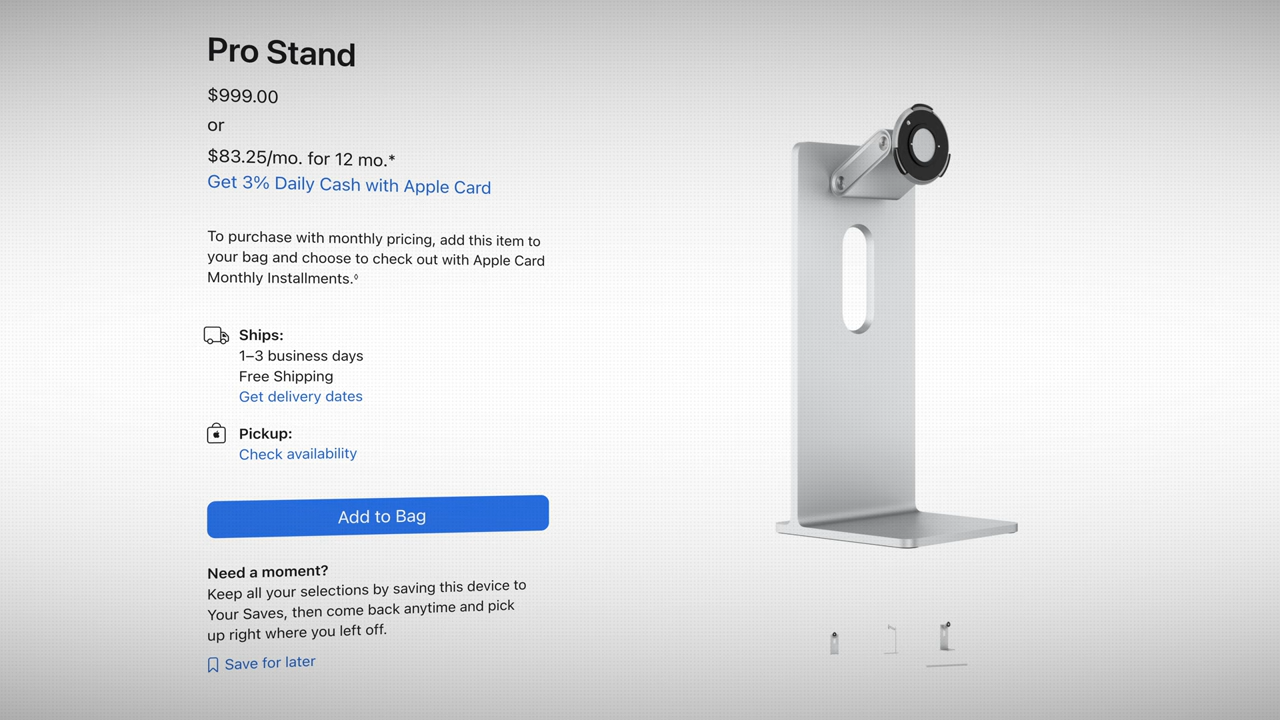 Pro Stand
$999.00
or
$83.25/mo. for 12 mo.*
Get 3% Daily Cash with Apple Card
To purchase with monthly pricing, add this item to
your bag and choose to check out with Apple Card
Monthly Installments.◊
Ships:
1–3 business days
Free Shipping
Get delivery dates
Pickup:
Check availability
Add to Bag
Need a moment?
Keep all your selections by saving this device to
Your Saves, then come back anytime and pick
up right where you left off.
Save for later